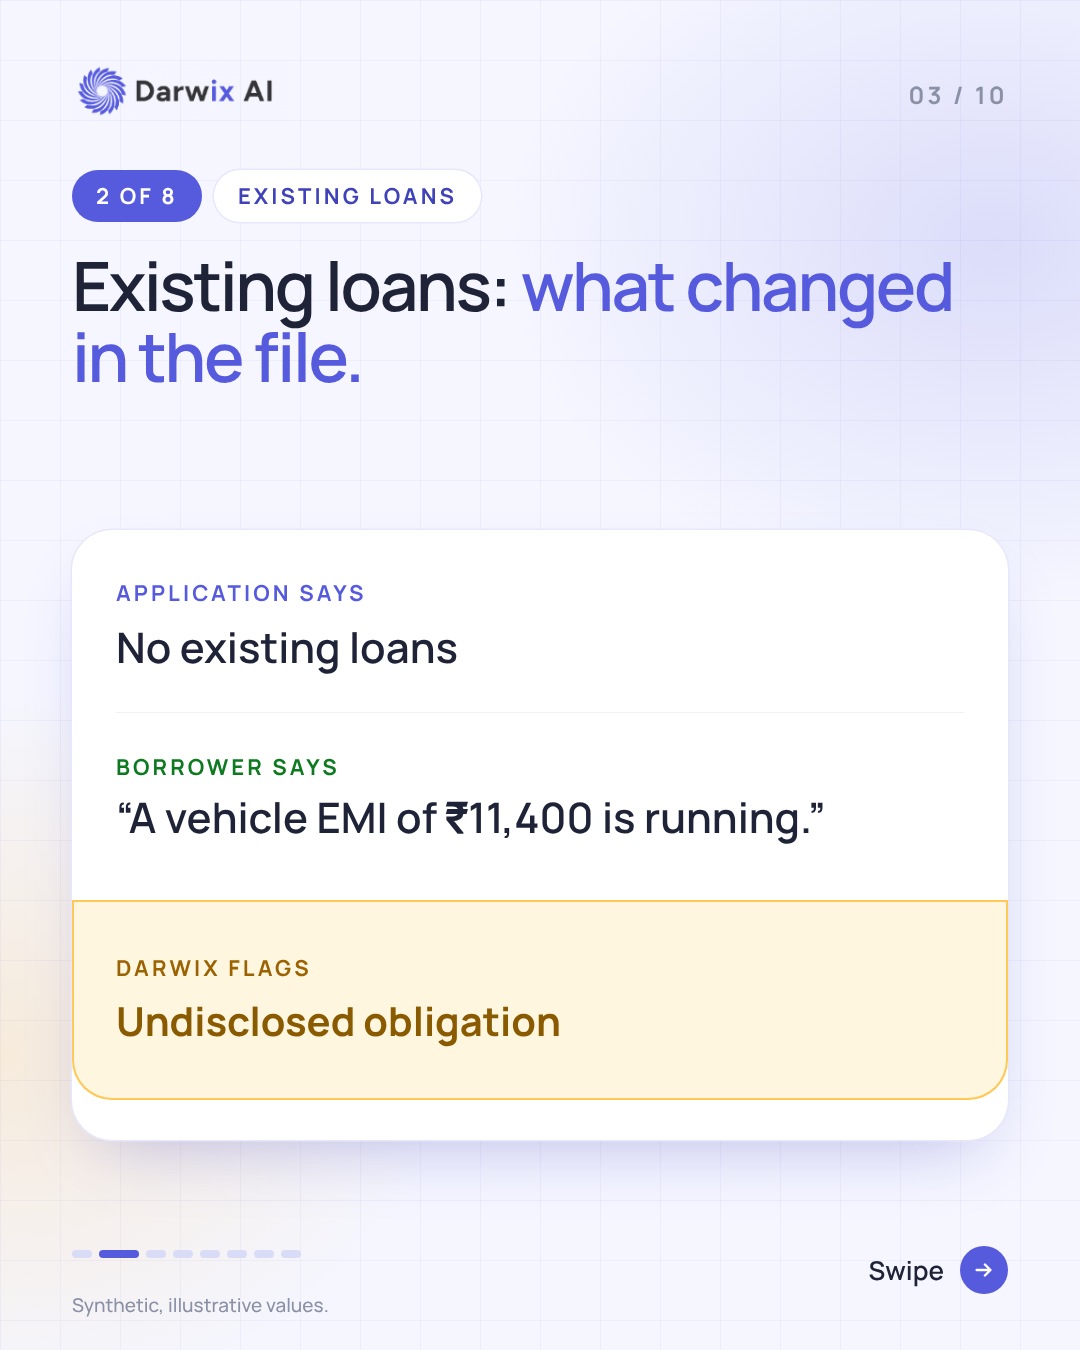 Darwix AI
03 / 10
2 OF 8
EXISTING LOANS
Existing loans: what changed
in the file.
APPLICATION SAYS
No existing loans
BORROWER SAYS
“A vehicle EMI of ₹11,400 is running.”
DARWIX FLAGS
Undisclosed obligation
Swipe
Synthetic, illustrative values.